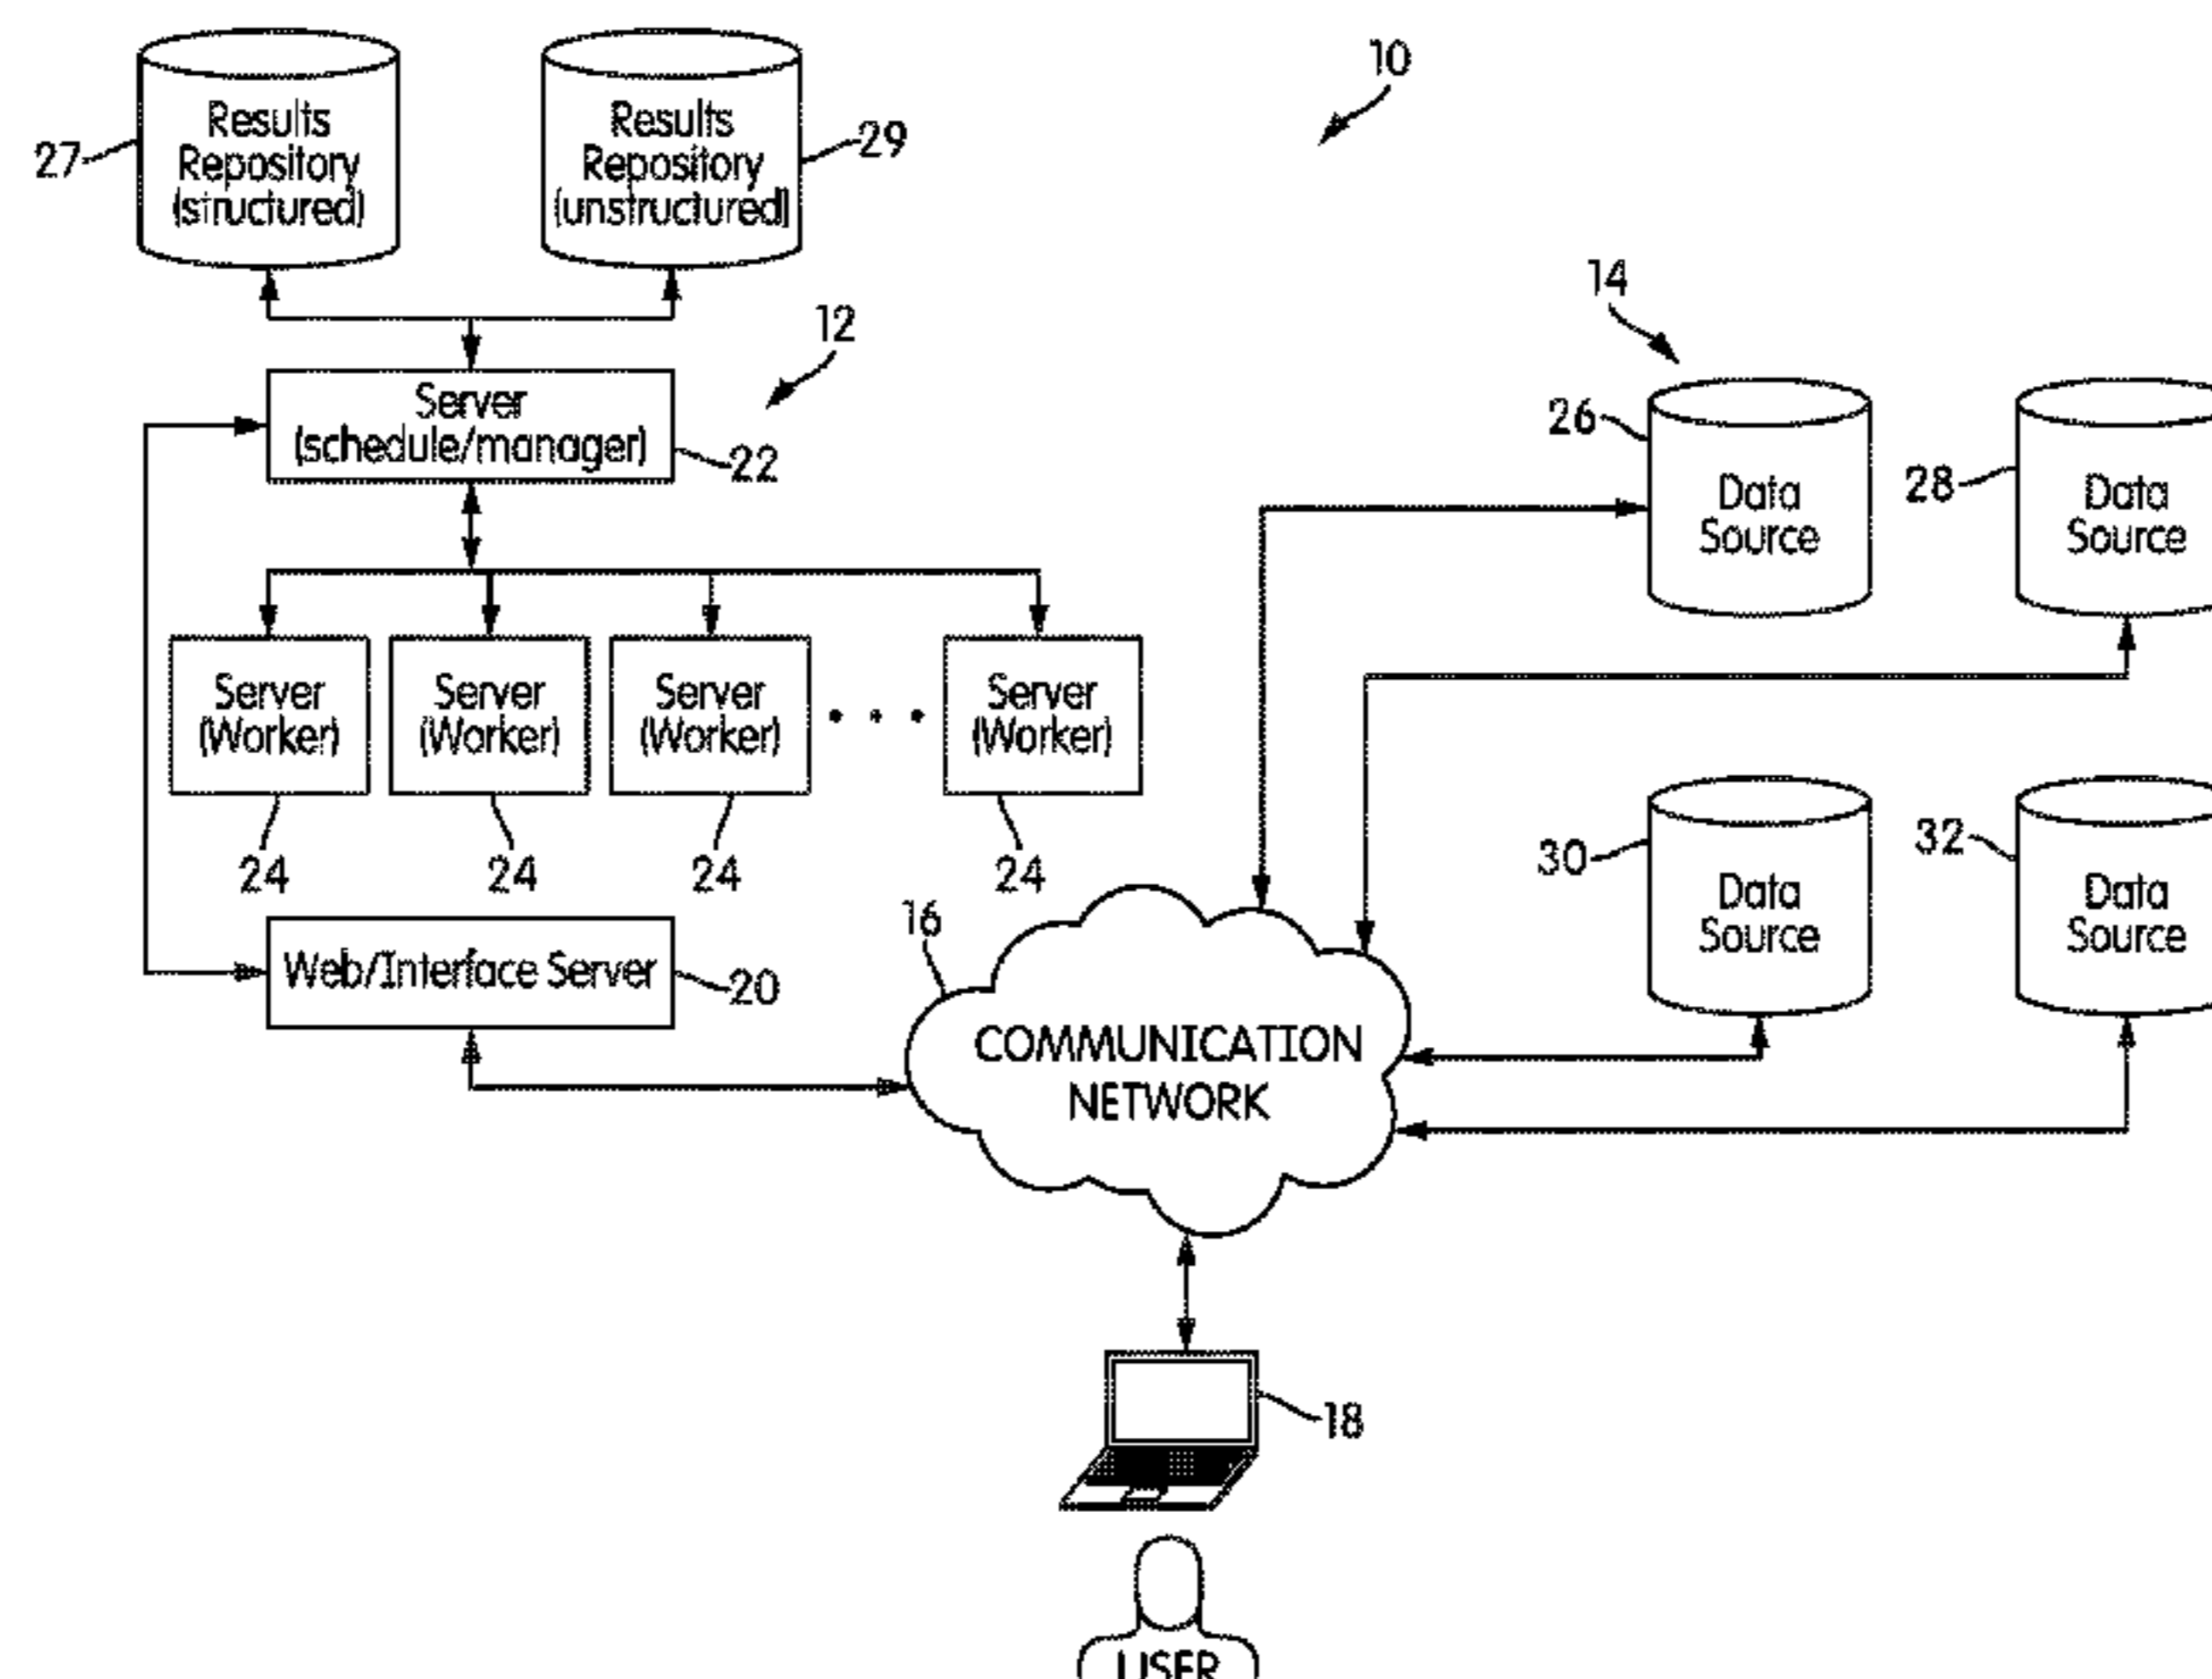 10
Results
Repository
(structured)
27
Results
Repository
(unstructured)
29
12
14
Server
(schedule/manager)
22
26
Data
Source
28
Data
Source
Server
(Worker)
Server
(Worker)
Server
(Worker)
. . .
Server
(Worker)
24
24
24
24
30
Data
Source
32
Data
Source
16
Web/Interface Server
20
COMMUNICATION
NETWORK
18
USER